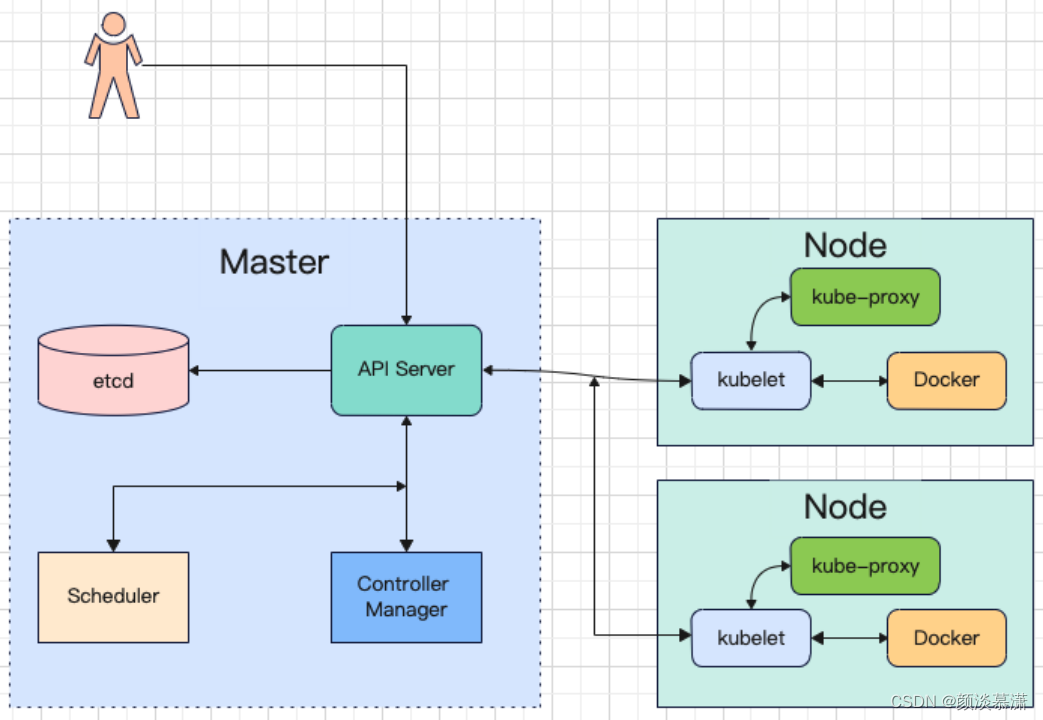 Master
etcd
API Server
Scheduler
Controller
Manager
Node
kube-proxy
kubelet
Docker
Node
kube-proxy
kubelet
Docker
CSDN @颜淡慕潇